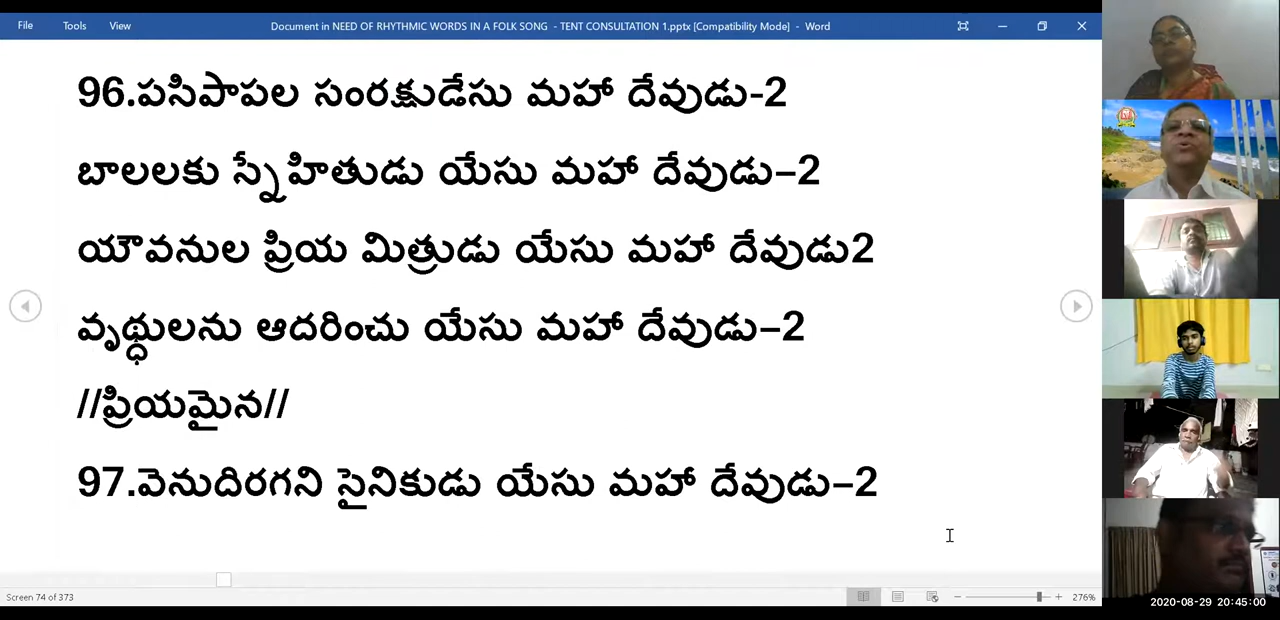 File Tools View Document in NEED OF RHYTHMIC WORDS IN A FOLK SONG - TENT CONSULTATION 1.pptx [Compatibility Mode] - Word
96.పసిపాపల సంరక్షుడేసు మహా దేవుడు-2
బాలలకు స్నేహితుడు యేసు మహా దేవుడు–2
యౌవనుల ప్రియ మిత్రుడు యేసు మహా దేవుడు2
వృద్ధులను ఆదరించు యేసు మహా దేవుడు–2
//ప్రియమైన//
97.వెనుదిరగని సైనికుడు యేసు మహా దేవుడు–2
Screen 74 of 373 276%
2020-08-29 20:45:00